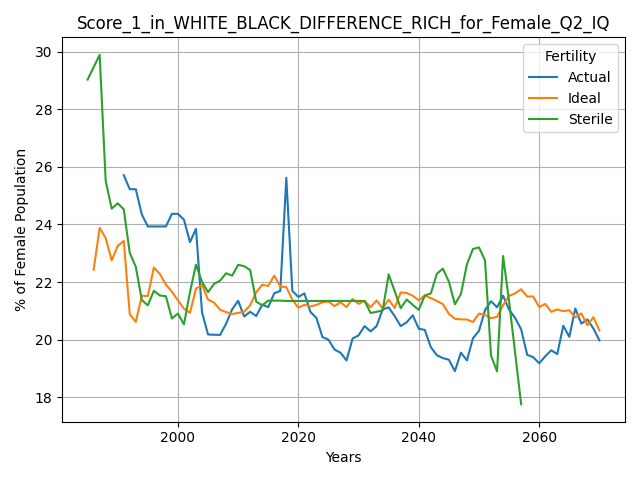 Score_1_in_WHITE_BLACK_DIFFERENCE_RICH_for_Female_Q2_IQ
Fertility
Actual
Ideal
Sterile
% of Female Population
30
28
26
24
22
20
18
2000
2020
2040
2060
Years